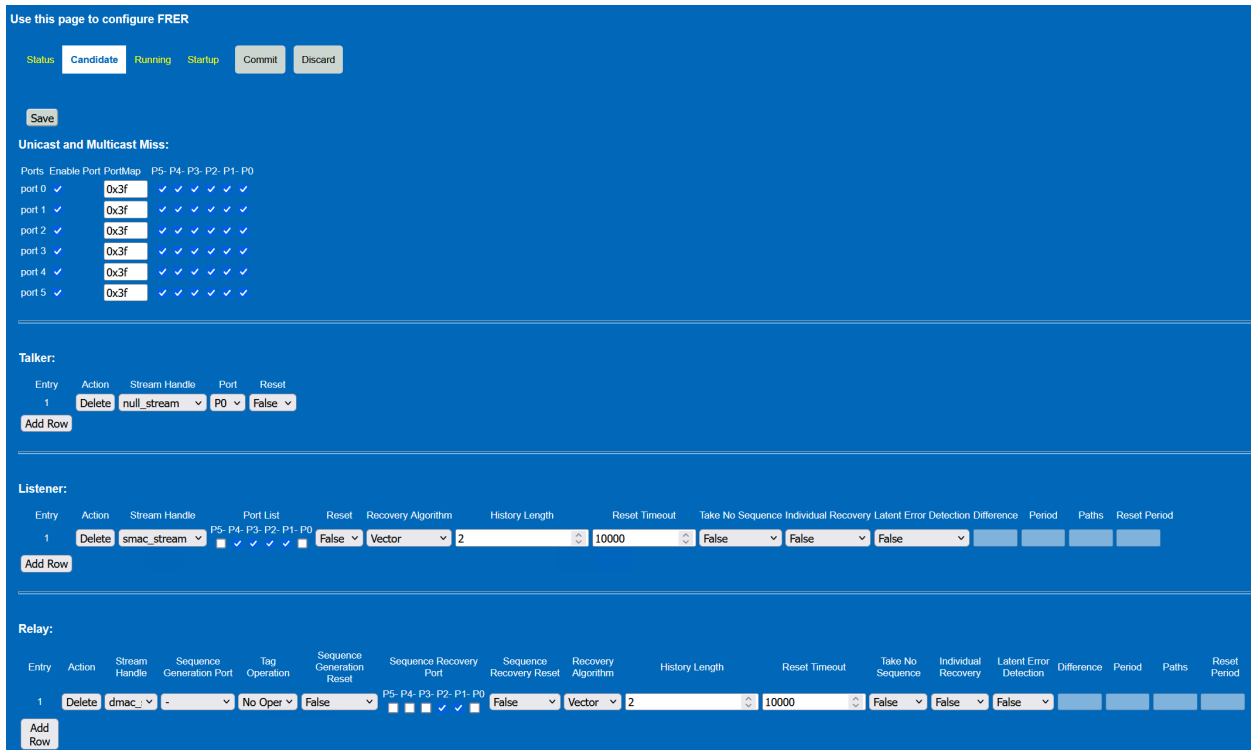 Use this page to configure FRER
Status Candidate Running Startup Commit Discard
Save
Unicast and Multicast Miss:
Ports Enable Port PortMap P5- P4- P3- P2- P1- P0
port 0 0x3f
port 1 0x3f
port 2 0x3f
port 3 0x3f
port 4 0x3f
port 5 0x3f
Talker:
Entry Action Stream Handle Port Reset
1 Delete null_stream P0 False
Add Row
Listener:
Entry Action Stream Handle Port List Reset Recovery Algorithm History Length Reset Timeout Take No Sequence Individual Recovery Latent Error Detection Difference Period Paths Reset Period
P5- P4- P3- P2- P1- P0
1 Delete smac_stream False Vector 2 10000 False False False
Add Row
Relay:
Entry Action Stream Handle Sequence Generation Port Tag Operation Sequence Generation Reset Sequence Recovery Port Sequence Recovery Reset Recovery Algorithm History Length Reset Timeout Take No Sequence Individual Recovery Latent Error Detection Difference Period Paths Reset Period
P5- P4- P3- P2- P1- P0
1 Delete dmac_ - No Oper False False Vector 2 10000 False False False
Add
Row